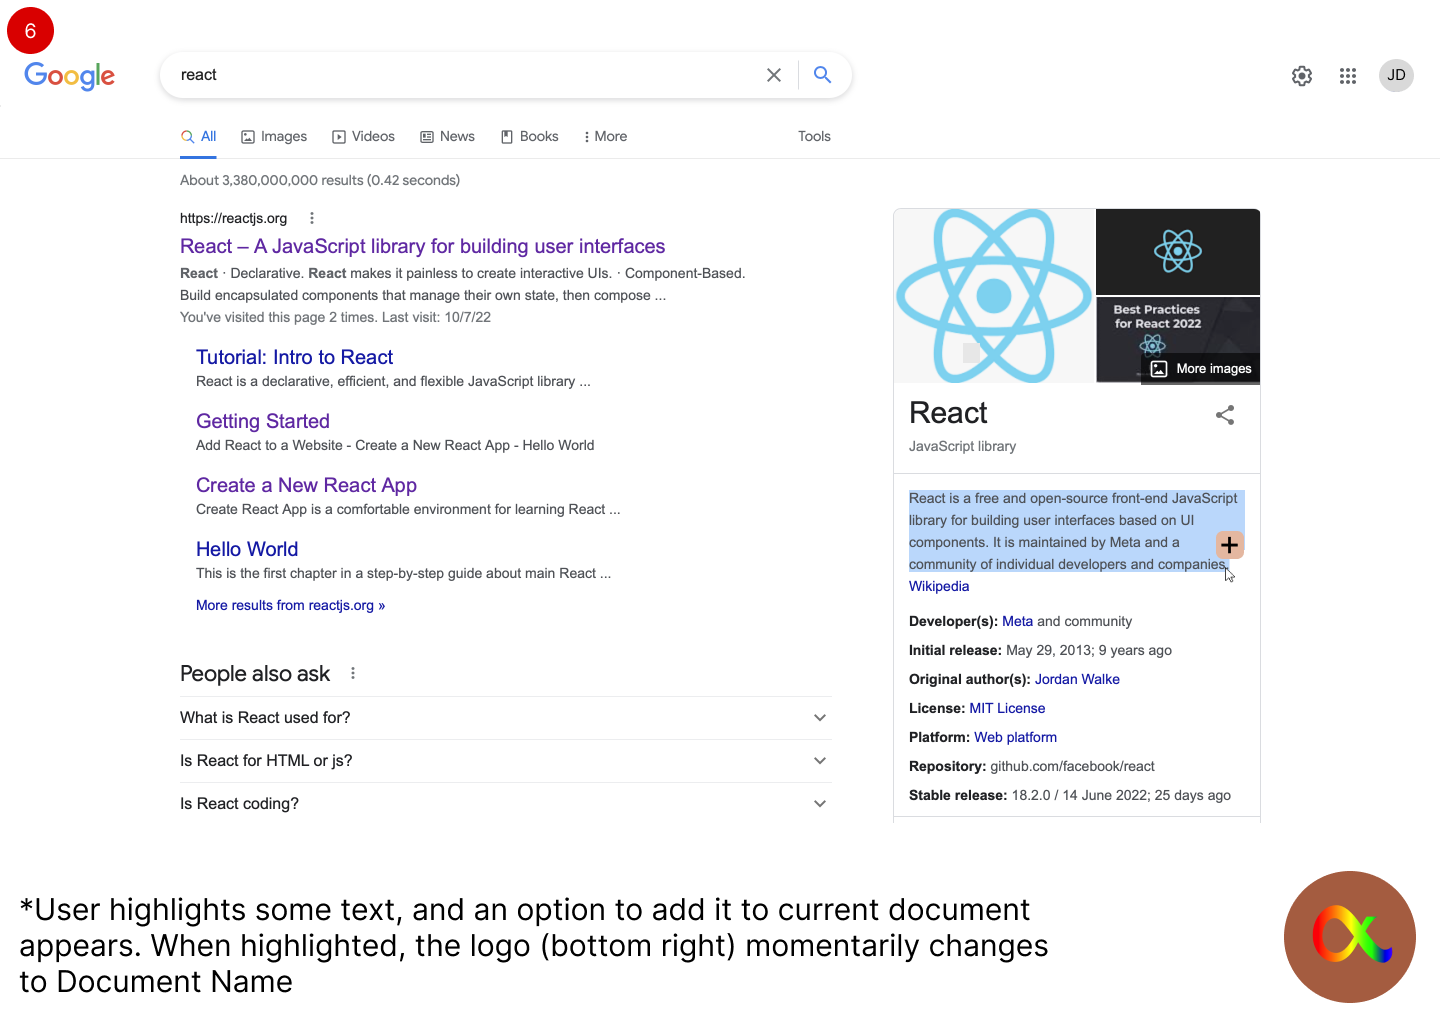 6
Google
react
JD
All
Images
Videos
News
Books
More
Tools
About 3,380,000,000 results (0.42 seconds)
https://reactjs.org
React – A JavaScript library for building user interfaces
React · Declarative. React makes it painless to create interactive UIs. · Component-Based.
Build encapsulated components that manage their own state, then compose ...
You've visited this page 2 times. Last visit: 10/7/22
Tutorial: Intro to React
React is a declarative, efficient, and flexible JavaScript library ...
Getting Started
Add React to a Website - Create a New React App - Hello World
Create a New React App
Create React App is a comfortable environment for learning React ...
Hello World
This is the first chapter in a step-by-step guide about main React ...
More results from reactjs.org »
People also ask
What is React used for?
Is React for HTML or js?
Is React coding?
Best Practices
for React 2022
More images
React
JavaScript library
React is a free and open-source front-end JavaScript
library for building user interfaces based on UI
components. It is maintained by Meta and a
community of individual developers and companies.
Wikipedia
Developer(s): Meta and community
Initial release: May 29, 2013; 9 years ago
Original author(s): Jordan Walke
License: MIT License
Platform: Web platform
Repository: github.com/facebook/react
Stable release: 18.2.0 / 14 June 2022; 25 days ago
*User highlights some text, and an option to add it to current document
appears. When highlighted, the logo (bottom right) momentarily changes
to Document Name
α